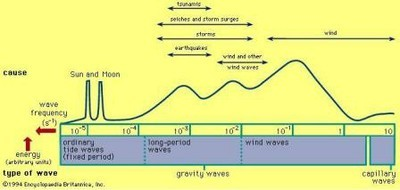 tsunamis
seiches and storm surges
storms
wind
earthquakes
wind and other
wind waves
cause
Sun and Moon
wave
frequency
(s⁻¹)
10⁻⁵
10⁻⁴
10⁻³
10⁻²
10⁻¹
1
10
energy
(arbitrary units)
ordinary
tide waves
(fixed period)
long-period
waves
wind waves
type of wave
gravity waves
capillary
waves
©1994 Encyclopaedia Britannica, Inc.